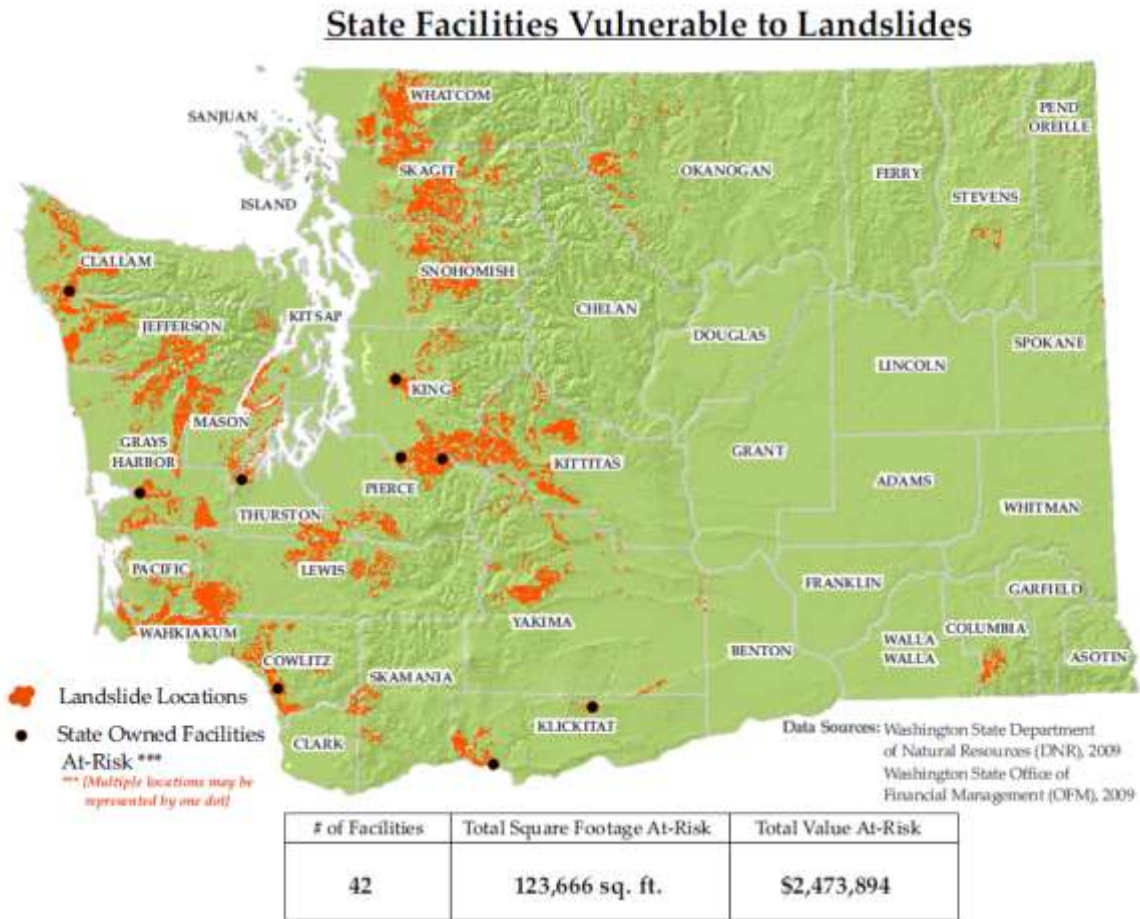 State Facilities Vulnerable to Landslides
WHATCOM
SANJUAN
PEND
OREILLE
SKAGIT
OKANOGAN
FERRY
STEVENS
ISLAND
CLALLAM
SNOHOMISH
CHELAN
KITSAP
JEFFERSON
DOUGLAS
SPOKANE
LINCOLN
KING
MASON
GRAYS
HARBOR
GRANT
KITTITAS
ADAMS
PIERCE
WHITMAN
THURSTON
PACIFIC
LEWIS
FRANKLIN
GARFIELD
YAKIMA
WAHKIAKUM
COLUMBIA
WALLA
WALLA
BENTON
ASOTIN
COWLITZ
SKAMANIA
KLICKITAT
CLARK
Landslide Locations
State Owned Facilities
At-Risk ***
*** [Multiple locations may be
represented by one dot]
Data Sources: Washington State Department
of Natural Resources (DNR), 2009
Washington State Office of
Financial Management (OFM), 2009
# of Facilities Total Square Footage At-Risk Total Value At-Risk
42 123,666 sq. ft. $2,473,894